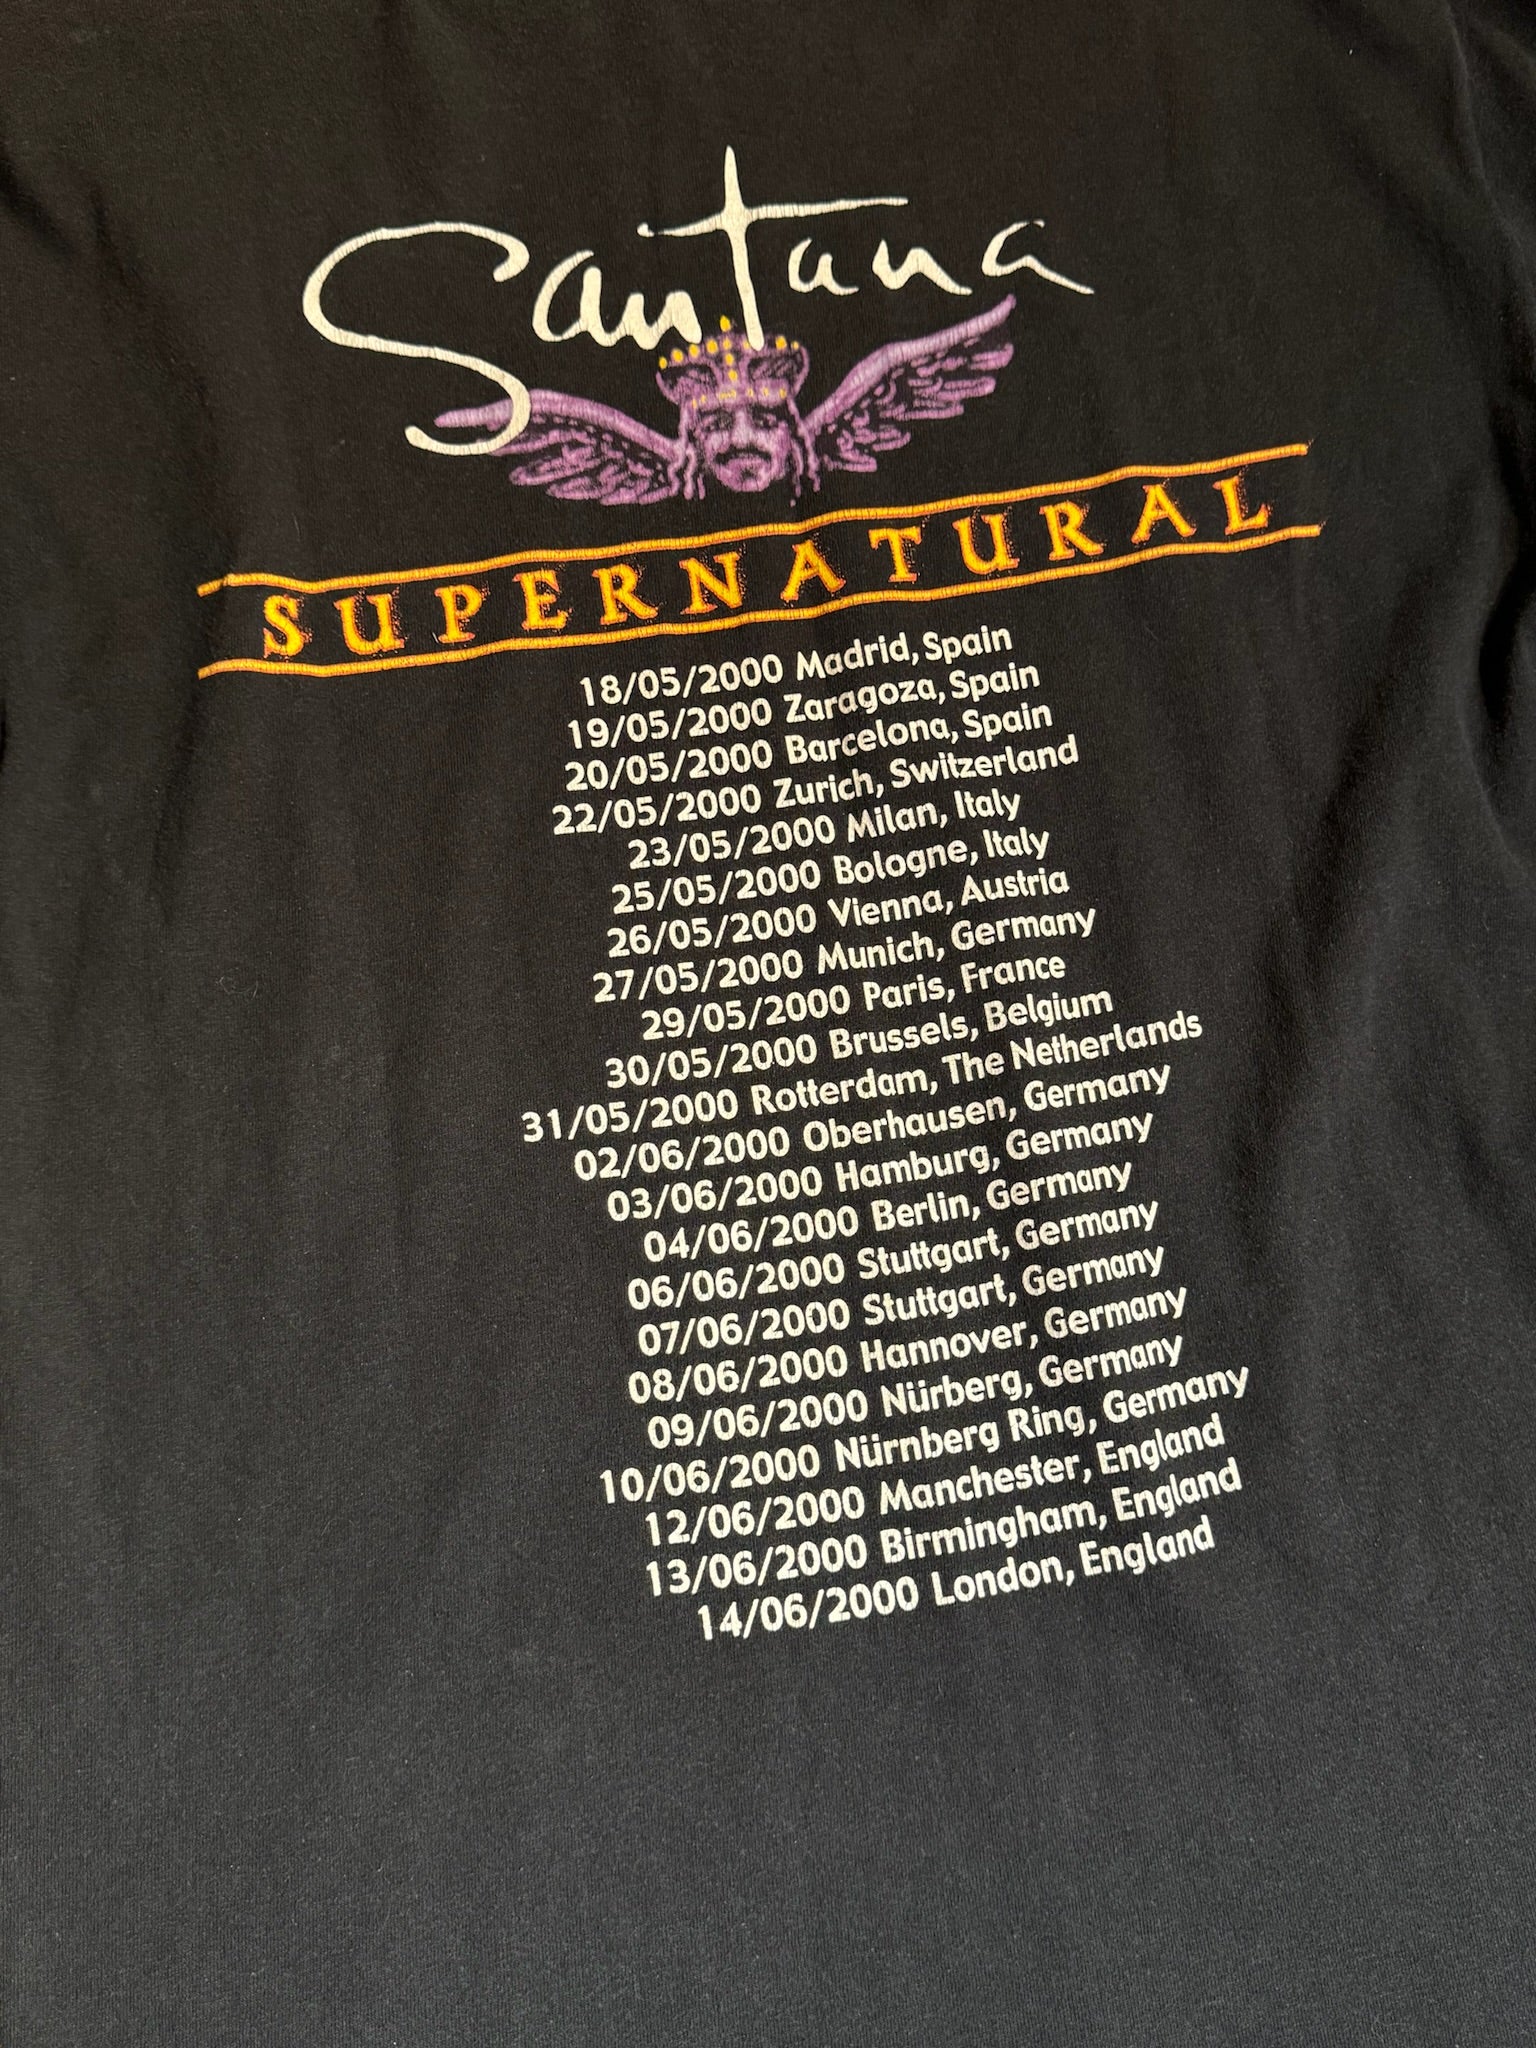 Santana
SUPERNATURAL
18/05/2000 Madrid, Spain
19/05/2000 Zaragoza, Spain
20/05/2000 Barcelona, Spain
22/05/2000 Zurich, Switzerland
23/05/2000 Milan, Italy
25/05/2000 Bologne, Italy
26/05/2000 Vienna, Austria
27/05/2000 Munich, Germany
29/05/2000 Paris, France
30/05/2000 Brussels, Belgium
31/05/2000 Rotterdam, The Netherlands
02/06/2000 Oberhausen, Germany
03/06/2000 Hamburg, Germany
04/06/2000 Berlin, Germany
06/06/2000 Stuttgart, Germany
07/06/2000 Stuttgart, Germany
08/06/2000 Hannover, Germany
09/06/2000 Nürberg, Germany
10/06/2000 Nürnberg Ring, Germany
12/06/2000 Manchester, England
13/06/2000 Birmingham, England
14/06/2000 London, England